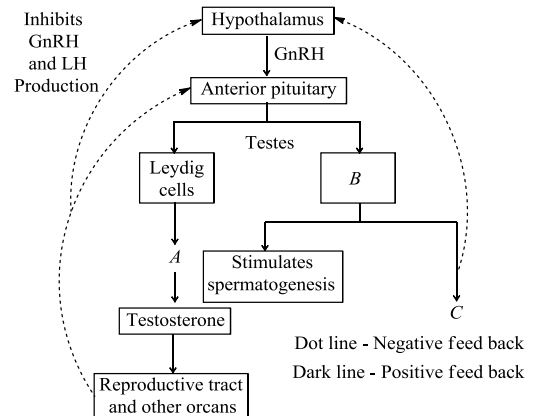 Inhibits
GnRH
and LH
Production
Hypothalamus
GnRH
Anterior pituitary
Testes
Leydig
cells
B
A
Stimulates
spermatogenesis
C
Testosterone
Dot line - Negative feed back
Dark line - Positive feed back
Reproductive tract
and other orcans